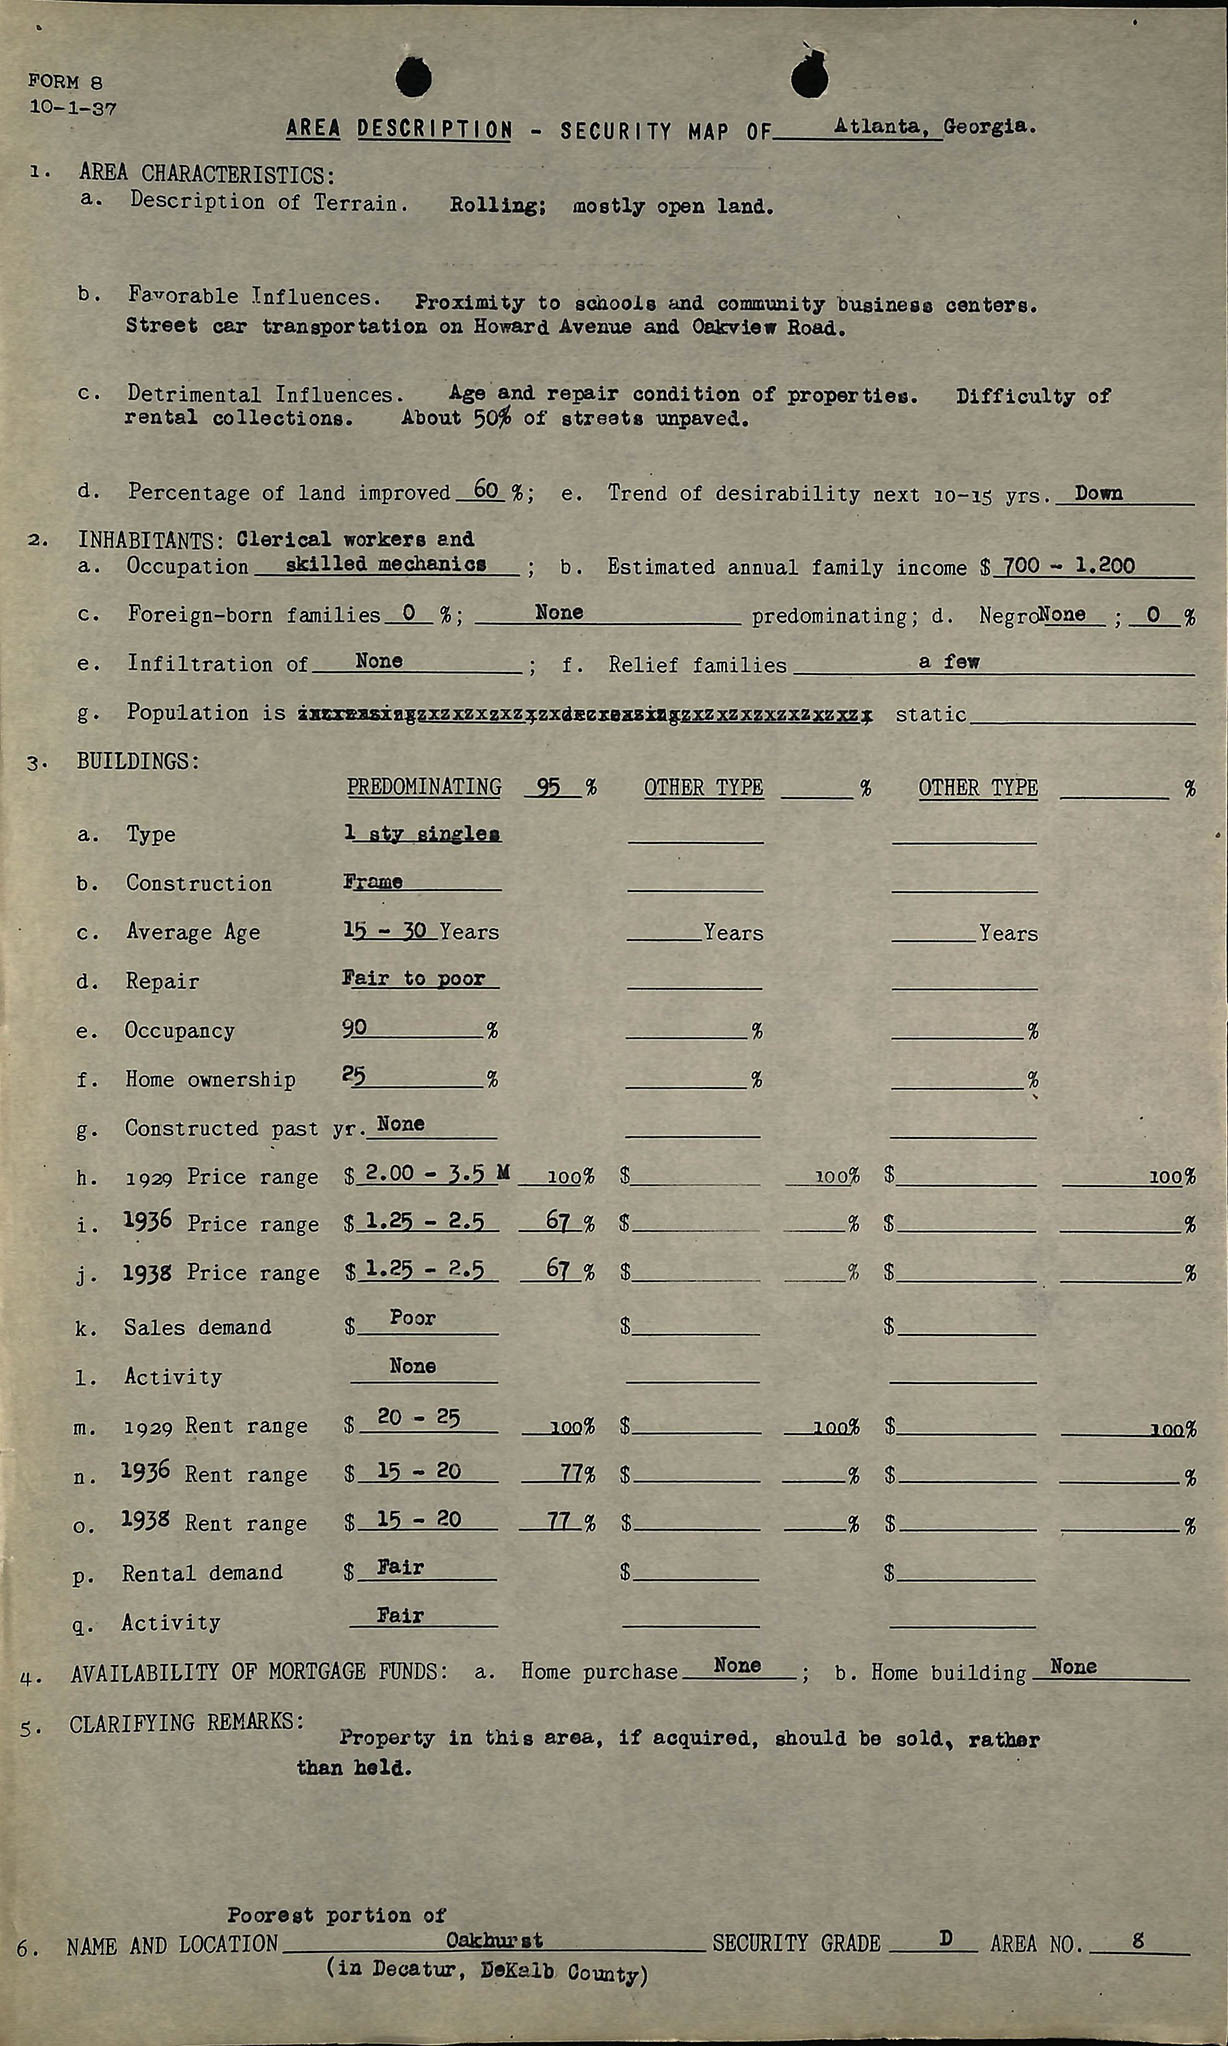 FORM 8
10-1-37
AREA DESCRIPTION - SECURITY MAP OF Atlanta, Georgia.
1. AREA CHARACTERISTICS:
a. Description of Terrain. Rolling; mostly open land.
b. Favorable Influences. Proximity to schools and community business centers.
Street car transportation on Howard Avenue and Oakview Road.
c. Detrimental Influences. Age and repair condition of properties. Difficulty of
rental collections. About 50% of streets unpaved.
d. Percentage of land improved 60 %; e. Trend of desirability next 10-15 yrs. Down
2. INHABITANTS: Clerical workers and
a. Occupation skilled mechanics ; b. Estimated annual family income $ 700 - 1.200
c. Foreign-born families 0 %; None predominating; d. Negro None ; 0 %
e. Infiltration of None ; f. Relief families a few
g. Population is static
3. BUILDINGS:
PREDOMINATING 95 % OTHER TYPE % OTHER TYPE %
a. Type 1 sty singles
b. Construction Frame
c. Average Age 15 - 30 Years Years Years
d. Repair Fair to poor
e. Occupancy 90 % % %
f. Home ownership 25 % % %
g. Constructed past yr. None
h. 1929 Price range $ 2.00 - 3.5 M 100% $ 100% $ 100%
i. 1936 Price range $ 1.25 - 2.5 67 % $ % $ %
j. 1938 Price range $ 1.25 - 2.5 67 % $ % $ %
k. Sales demand $ Poor $ $
l. Activity None
m. 1929 Rent range $ 20 - 25 100% $ 100% $ 100%
n. 1936 Rent range $ 15 - 20 77% $ % $ %
o. 1938 Rent range $ 15 - 20 77 % $ % $ %
p. Rental demand $ Fair $ $
q. Activity Fair
4. AVAILABILITY OF MORTGAGE FUNDS: a. Home purchase None ; b. Home building None
5. CLARIFYING REMARKS: Property in this area, if acquired, should be sold, rather
than held.
Poorest portion of
6. NAME AND LOCATION Oakhurst SECURITY GRADE D AREA NO. 8
(in Decatur, DeKalb County)